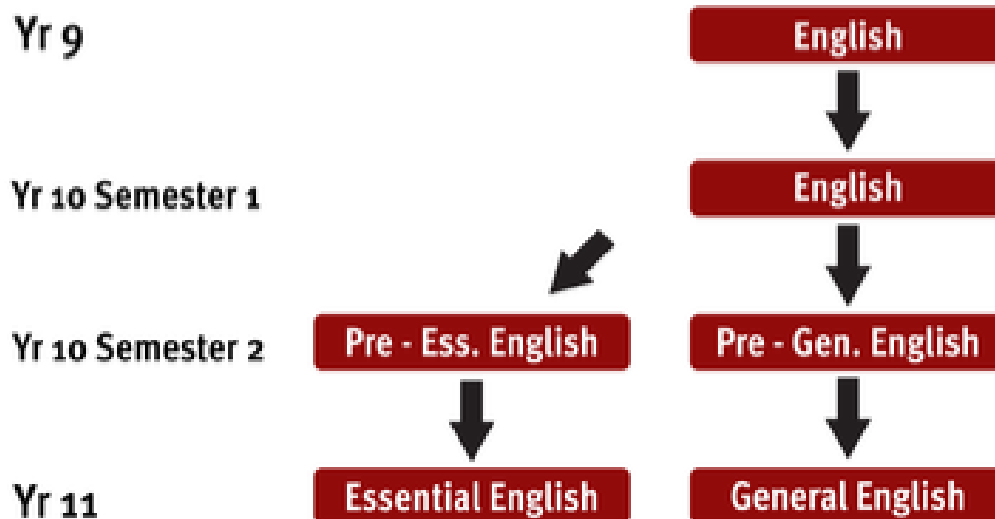 Yr 9
English
Yr 10 Semester 1
English
Yr 10 Semester 2
Pre - Ess. English
Pre - Gen. English
Yr 11
Essential English
General English